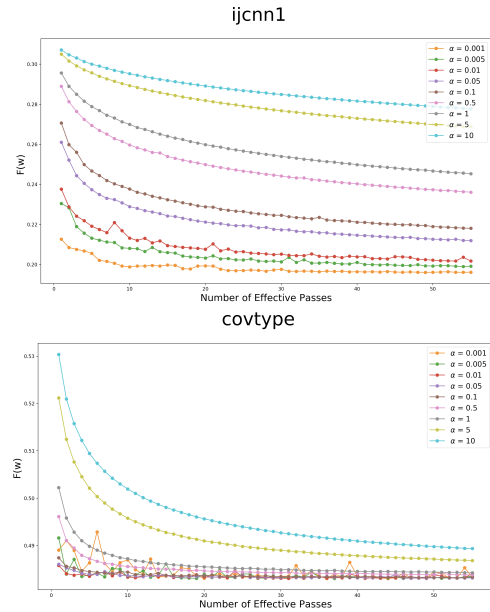 ijcnn1
F(w)
0.30
0.28
0.26
0.24
0.22
0.20
α = 0.001
α = 0.005
α = 0.01
α = 0.05
α = 0.1
α = 0.5
α = 1
α = 5
α = 10
0 10 20 30 40 50
Number of Effective Passes
covtype
F(w)
0.53
0.52
0.51
0.50
0.49
α = 0.001
α = 0.005
α = 0.01
α = 0.05
α = 0.1
α = 0.5
α = 1
α = 5
α = 10
0 10 20 30 40 50
Number of Effective Passes